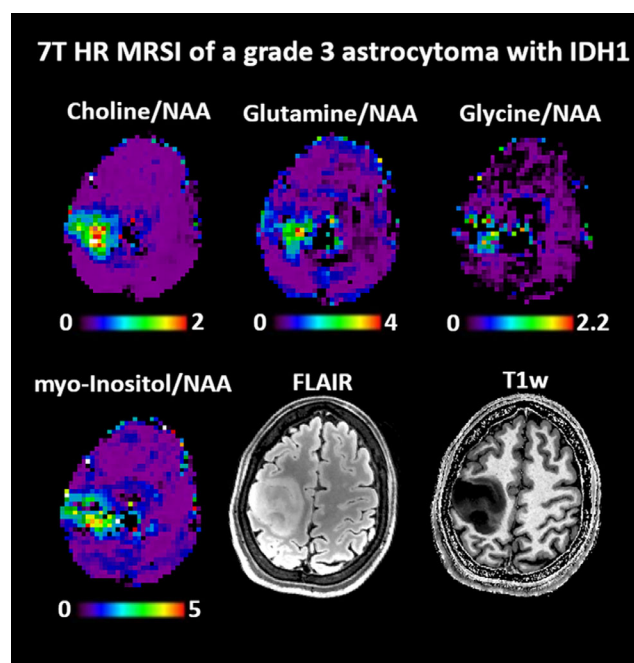 7T HR MRSI of a grade 3 astrocytoma with IDH1
Choline/NAA Glutamine/NAA Glycine/NAA
0 2 0 4 0 2.2
myo-Inositol/NAA FLAIR T1w
0 5